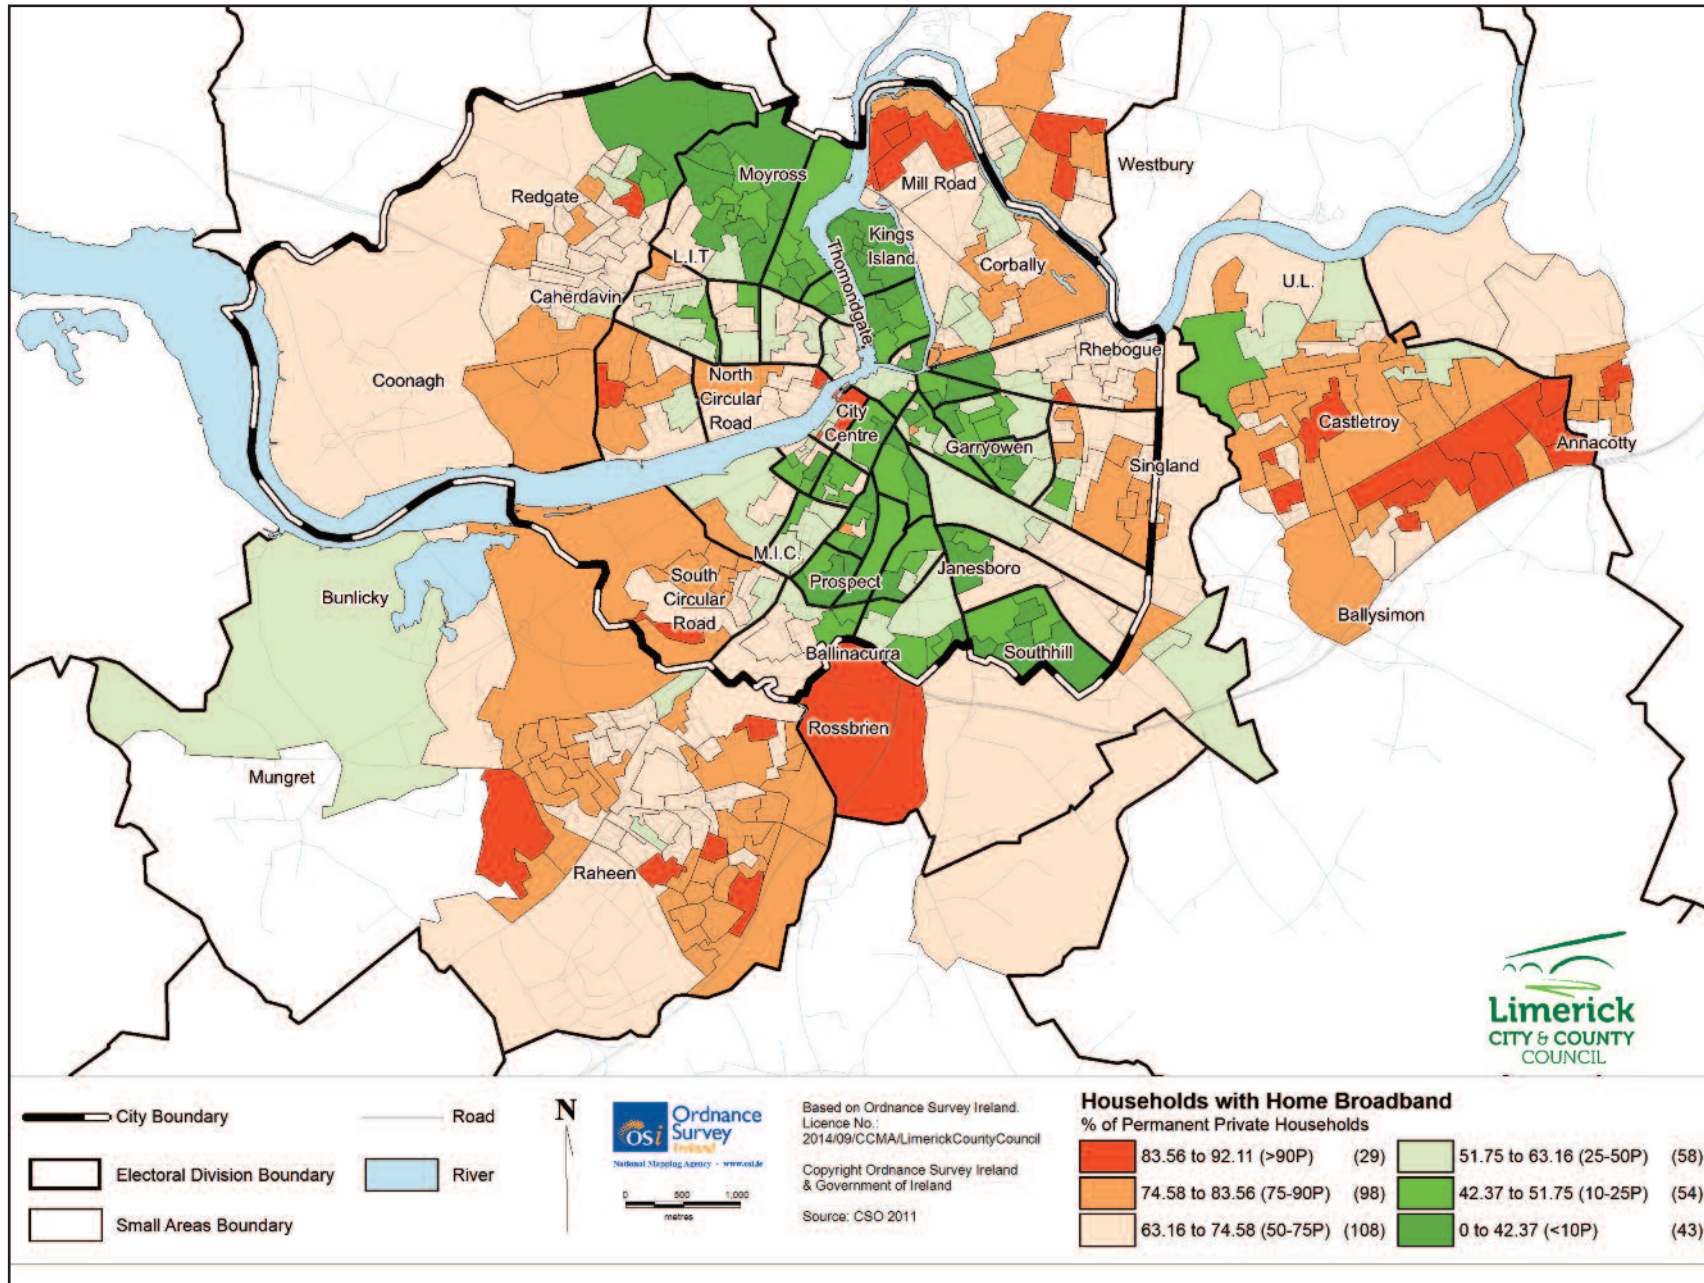 Westbury
Moyross
Mill Road
Redgate
Kings
Island
L.I.T
Corbally
U.L.
Thomondgate
Caherdavin
Rhebogue
Coonagh
North
Circular
Road
City
Centre
Castletroy
Annacotty
Garryowen
Singland
M.I.C.
South
Circular
Road
Prospect
Janesboro
Bunlicky
Ballysimon
Ballinacurra
Southhill
Rossbrien
Mungret
Raheen
Limerick
CITY & COUNTY
COUNCIL
City Boundary
Road
Electoral Division Boundary
River
Small Areas Boundary
N
osi
Ordnance
Survey
Ireland
National Mapping Agency - www.osi.ie
0 500 1,000
metres
Based on Ordnance Survey Ireland.
Licence No.:
2014/09/CCMA/LimerickCountyCouncil
Copyright Ordnance Survey Ireland
& Government of Ireland
Source: CSO 2011
Households with Home Broadband
% of Permanent Private Households
83.56 to 92.11 (>90P) (29)
74.58 to 83.56 (75-90P) (98)
63.16 to 74.58 (50-75P) (108)
51.75 to 63.16 (25-50P) (58)
42.37 to 51.75 (10-25P) (54)
0 to 42.37 (<10P) (43)